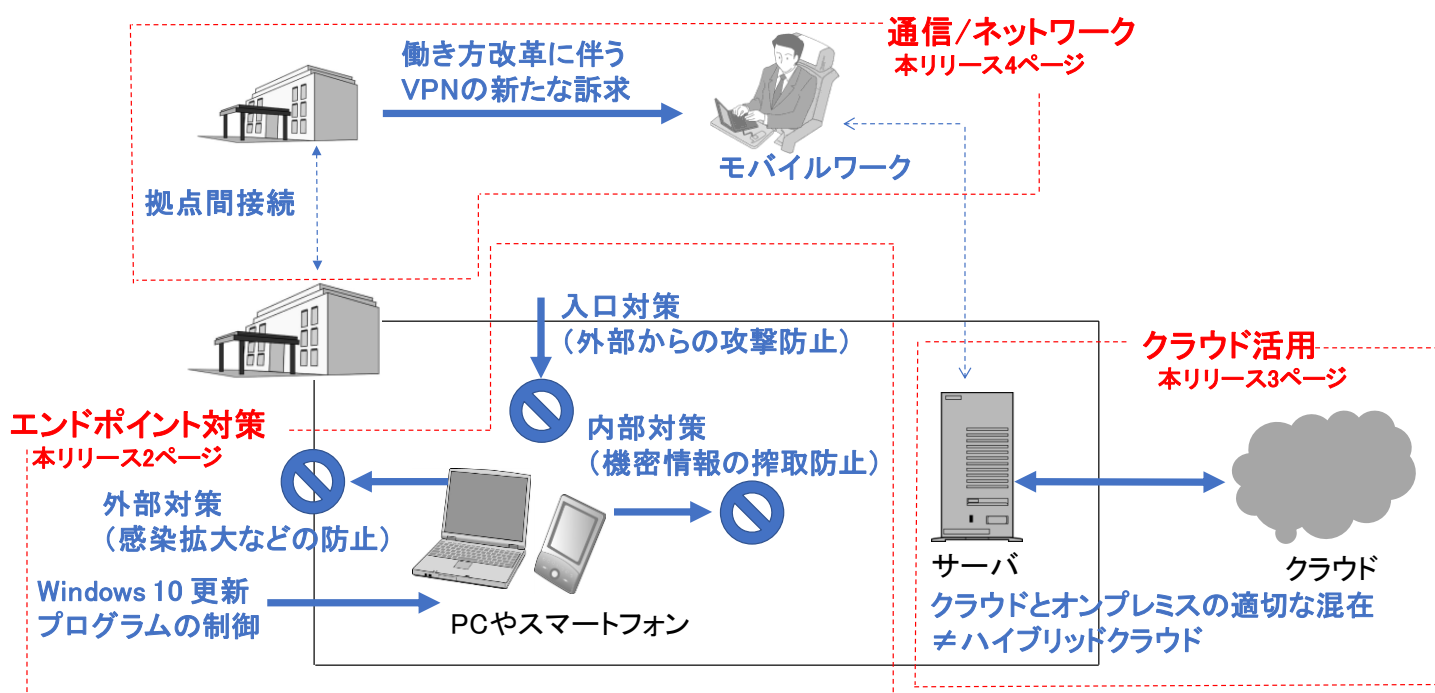 通信/ネットワーク
本リリース4ページ
働き方改革に伴う
VPNの新たな訴求
モバイルワーク
拠点間接続
入口対策
（外部からの攻撃防止）
クラウド活用
本リリース3ページ
エンドポイント対策
本リリース2ページ
内部対策
（機密情報の搾取防止）
外部対策
（感染拡大などの防止）
サーバ
クラウド
Windows 10 更新
プログラムの制御
PCやスマートフォン
クラウドとオンプレミスの適切な混在
≠ハイブリッドクラウド